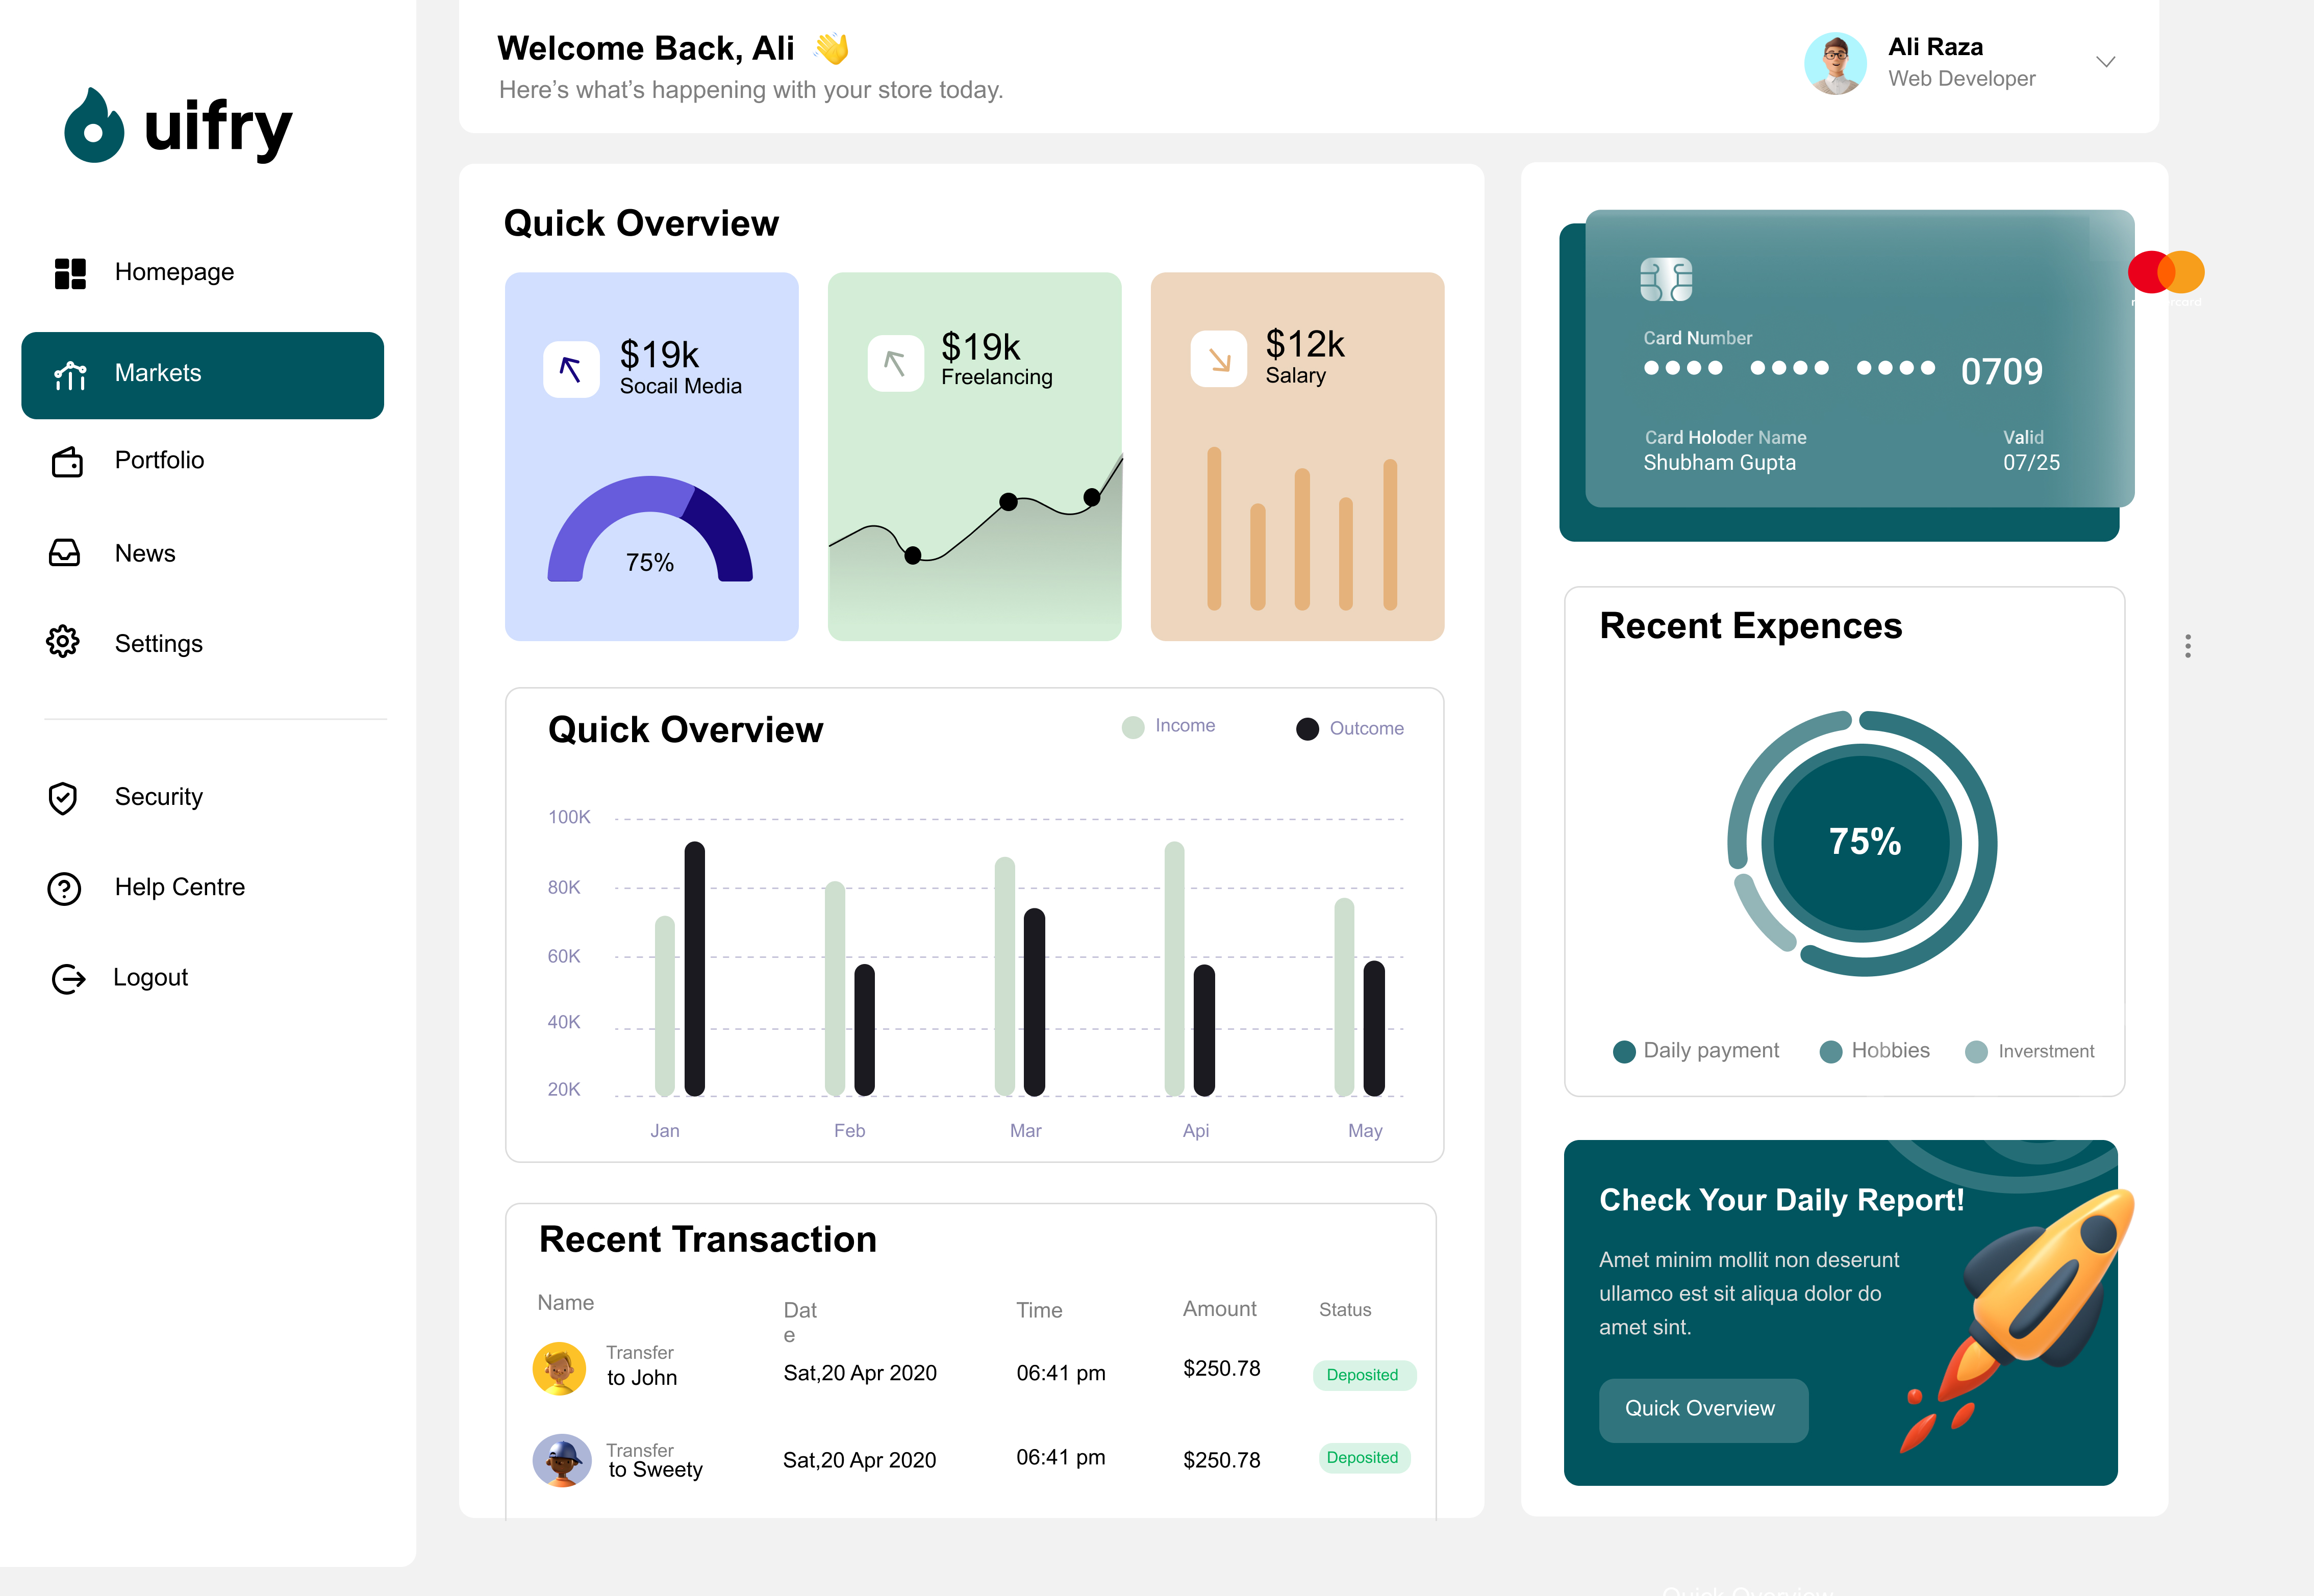 uifry
Homepage
Markets
Portfolio
News
Settings
Security
Help Centre
Logout
Welcome Back, Ali 👋
Here’s what’s happening with your store today.
Ali Raza
Web Developer
Quick Overview
$19k
Socail Media
75%
$19k
Freelancing
$12k
Salary
Quick Overview
Income
Outcome
100K
80K
60K
40K
20K
Jan
Feb
Mar
Api
May
Recent Transaction
Name
Dat
e
Time
Amount
Status
Transfer
to John
Sat,20 Apr 2020
06:41 pm
$250.78
Deposited
Transfer
to Sweety
Sat,20 Apr 2020
06:41 pm
$250.78
Deposited
Card Number
0709
Card Holoder Name
Valid
Shubham Gupta
07/25
Recent Expences
75%
Daily payment
Hobbies
Inverstment
Check Your Daily Report!
Amet minim mollit non deserunt
ullamco est sit aliqua dolor do
amet sint.
Quick Overview
Quick Overview